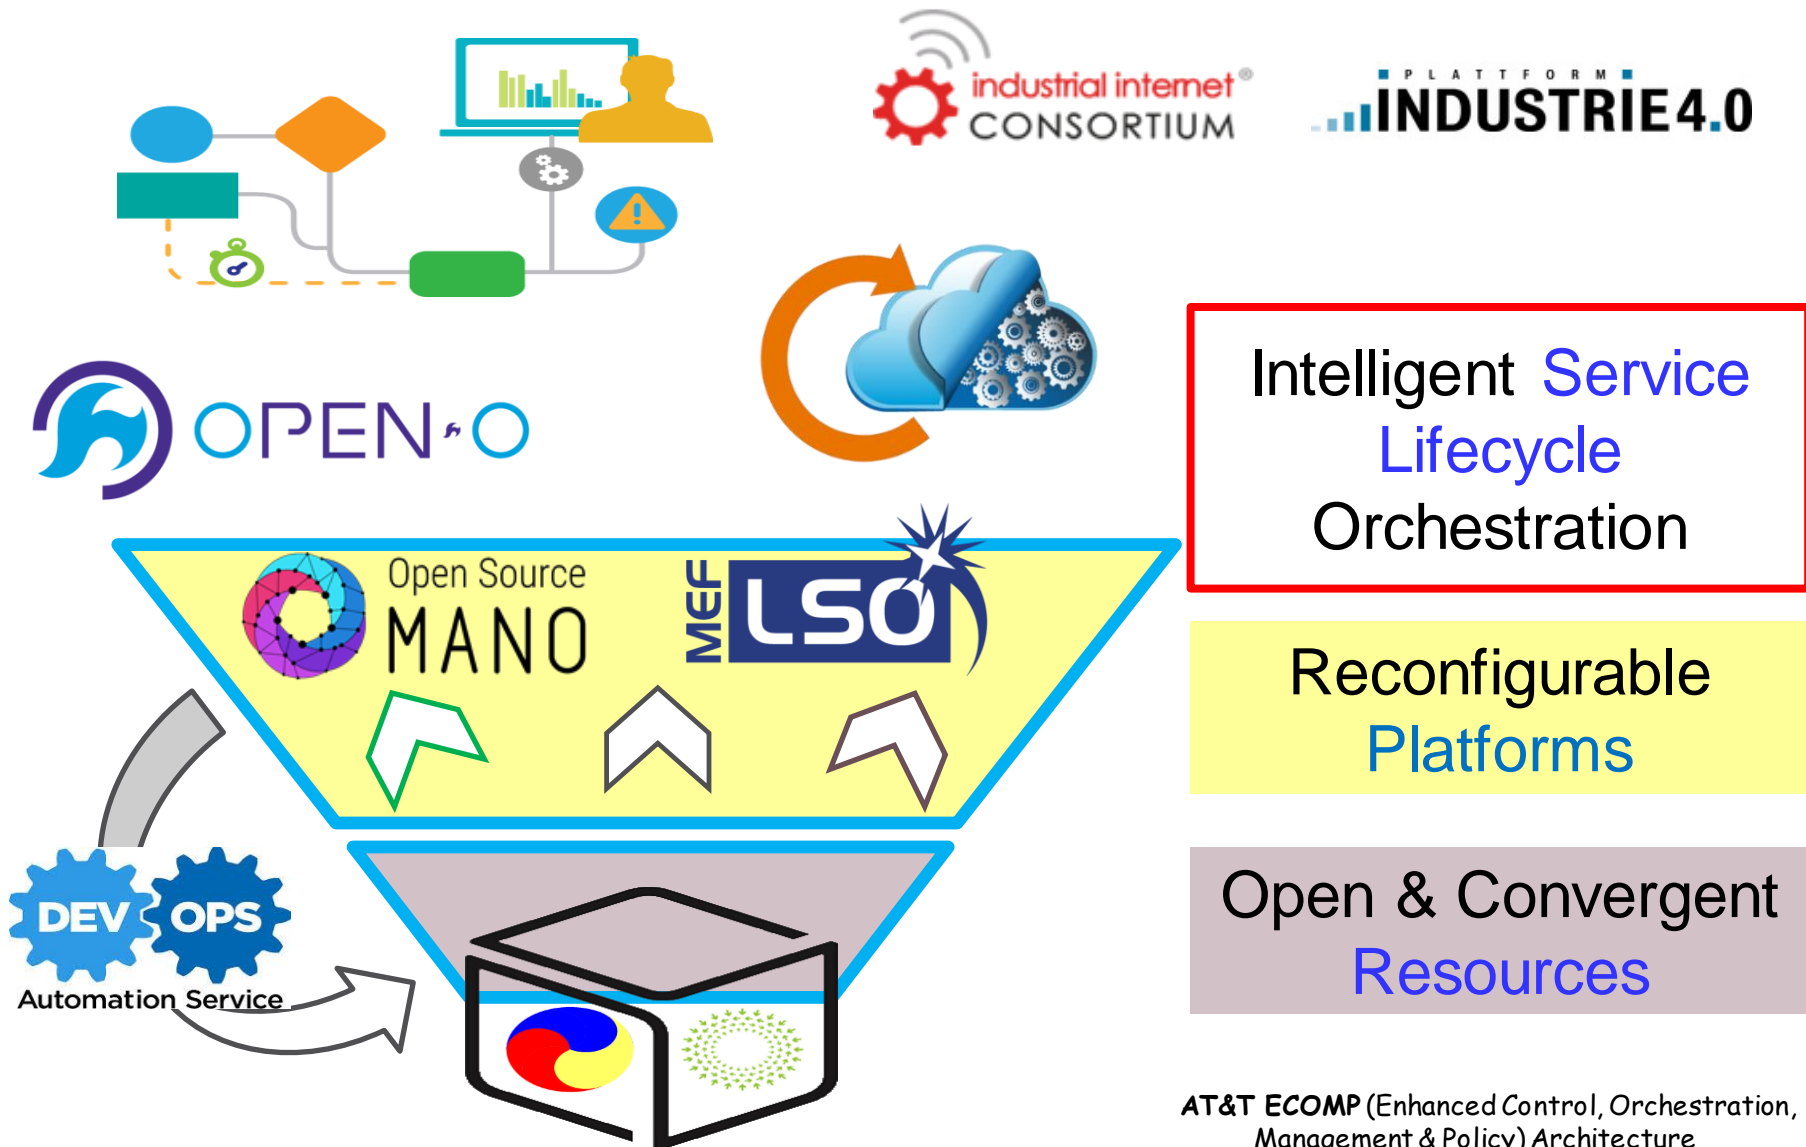 industrial internet®
CONSORTIUM
PLATTFORM
INDUSTRIE4.0
OPEN-O
Intelligent Service
Lifecycle
Orchestration
Open Source
MANO
MEF
LSO
Reconfigurable
Platforms
DEV OPS
Automation Service
Open & Convergent
Resources
AT&T ECOMP (Enhanced Control, Orchestration,
Management & Policy) Architecture